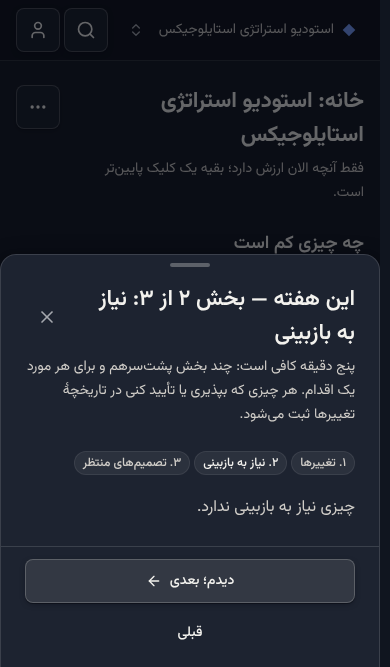 استودیو استراتژی استایلوجیکس
خانه: استودیو استراتژی
استایلوجیکس
فقط آنچه الان ارزش دارد؛ بقیه یک کلیک پایین‌تر
است.
چه چیزی کم است
این هفته — بخش ۲ از ۳: نیاز
به بازبینی
پنج دقیقه کافی است: چند بخش پشت‌سرهم و برای هر مورد
یک اقدام. هر چیزی که بپذیری یا تأیید کنی در تاریخچهٔ
تغییرها ثبت می‌شود.
۱. تغییرها
۲. نیاز به بازبینی
۳. تصمیم‌های منتظر
چیزی نیاز به بازبینی ندارد.
دیدم؛ بعدی ←
قبلی